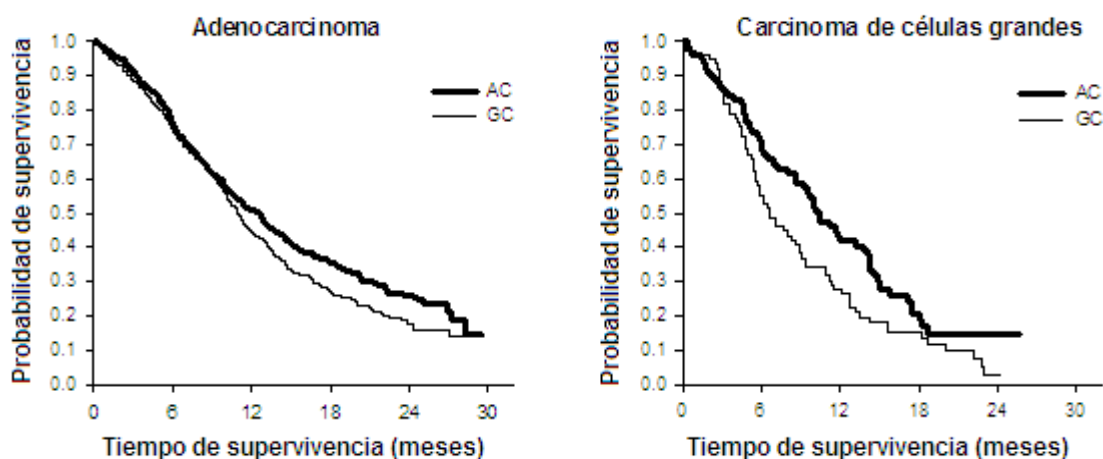 Adenocarcinoma
Probabilidad de supervivencia
1.0
0.9
0.8
0.7
0.6
0.5
0.4
0.3
0.2
0.1
0.0
AC
GC
0 6 12 18 24 30
Tiempo de supervivencia (meses)
Carcinoma de células grandes
Probabilidad de supervivencia
1.0
0.9
0.8
0.7
0.6
0.5
0.4
0.3
0.2
0.1
0.0
AC
GC
0 6 12 18 24 30
Tiempo de supervivencia (meses)